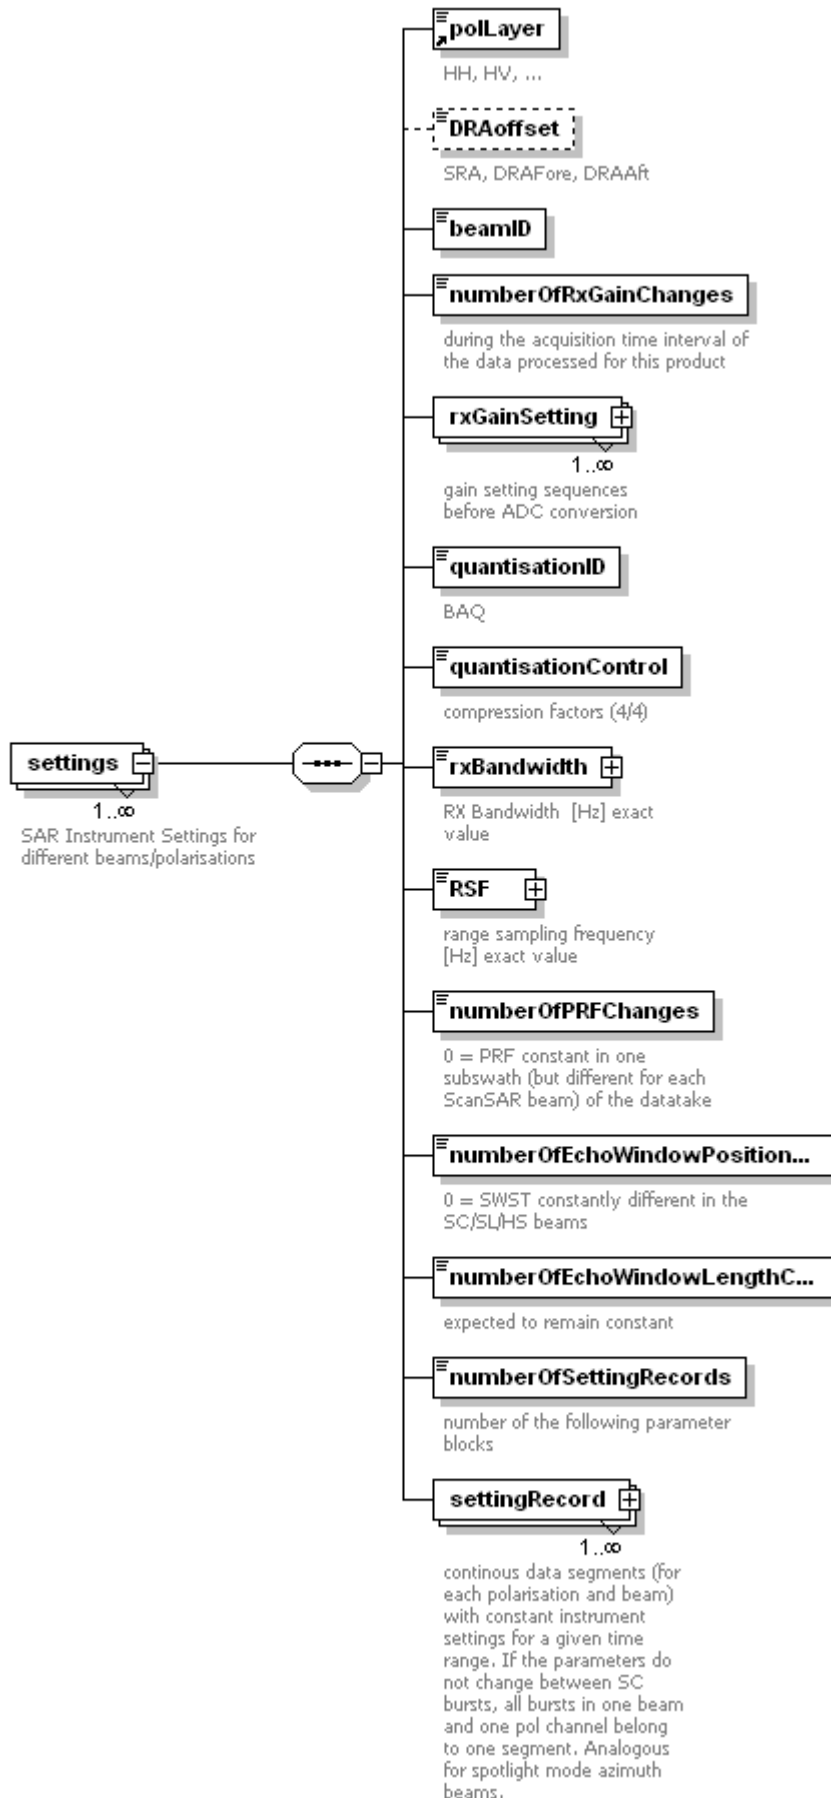 polLayer
HH, HV, ...
DRAoffset
SRA, DRAFore, DRAAft
beamID
numberOfRxGainChanges
during the acquisition time interval of
the data processed for this product
rxGainSetting
1..∞
gain setting sequences
before ADC conversion
quantisationID
BAQ
quantisationControl
compression factors (4/4)
settings
1..∞
SAR Instrument Settings for
different beams/polarisations
rxBandwidth
RX Bandwidth [Hz] exact
value
RSF
range sampling frequency
[Hz] exact value
numberOfPRFChanges
0 = PRF constant in one
subswath (but different for each
ScanSAR beam) of the datatake
numberOfEchoWindowPosition...
0 = SWST constantly different in the
SC/SL/HS beams
numberOfEchoWindowLengthC...
expected to remain constant
numberOfSettingRecords
number of the following parameter
blocks
settingRecord
1..∞
continous data segments (for
each polarisation and beam)
with constant instrument
settings for a given time
range. If the parameters do
not change between SC
bursts, all bursts in one beam
and one pol channel belong
to one segment. Analogous
for spotlight mode azimuth
beams.